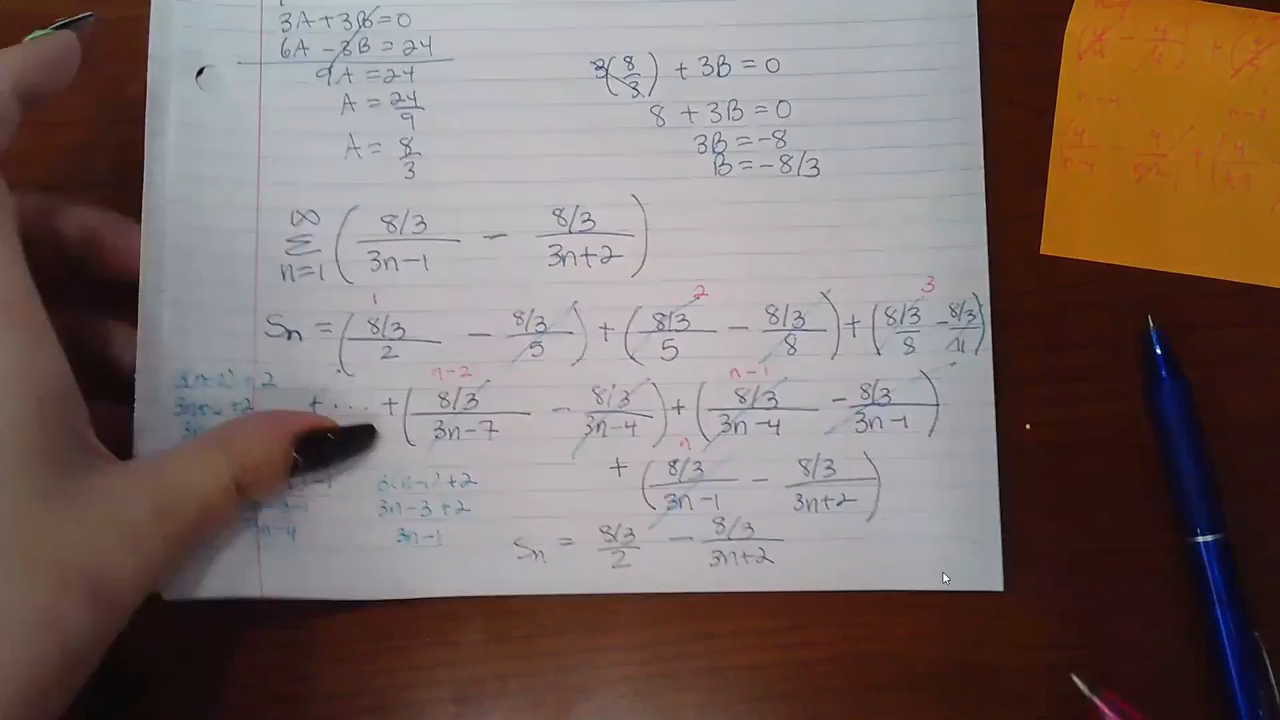 3A + 3B = 0
6A - 3B = 24
9A = 24
A = 24/9
A = 8/3
3(8/3) + 3B = 0
8 + 3B = 0
3B = -8
B = -8/3
∞ Σ n=1 ( 8/3 / 3n-1 - 8/3 / 3n+2 )
1 2 3
Sn = ( 8/3 / 2 - 8/3 / 5 ) + ( 8/3 / 5 - 8/3 / 8 ) + ( 8/3 / 8 - 8/3 / 11 )
n-2 n-1
+ ... + ( 8/3 / 3n-7 - 8/3 / 3n-4 ) + ( 8/3 / 3n-4 - 8/3 / 3n-1 )
n
+ ( 8/3 / 3n-1 - 8/3 / 3n+2 )
3(n-1)+2
3n-3+2
3n-1
Sn = 8/3 / 2 - 8/3 / 3n+2